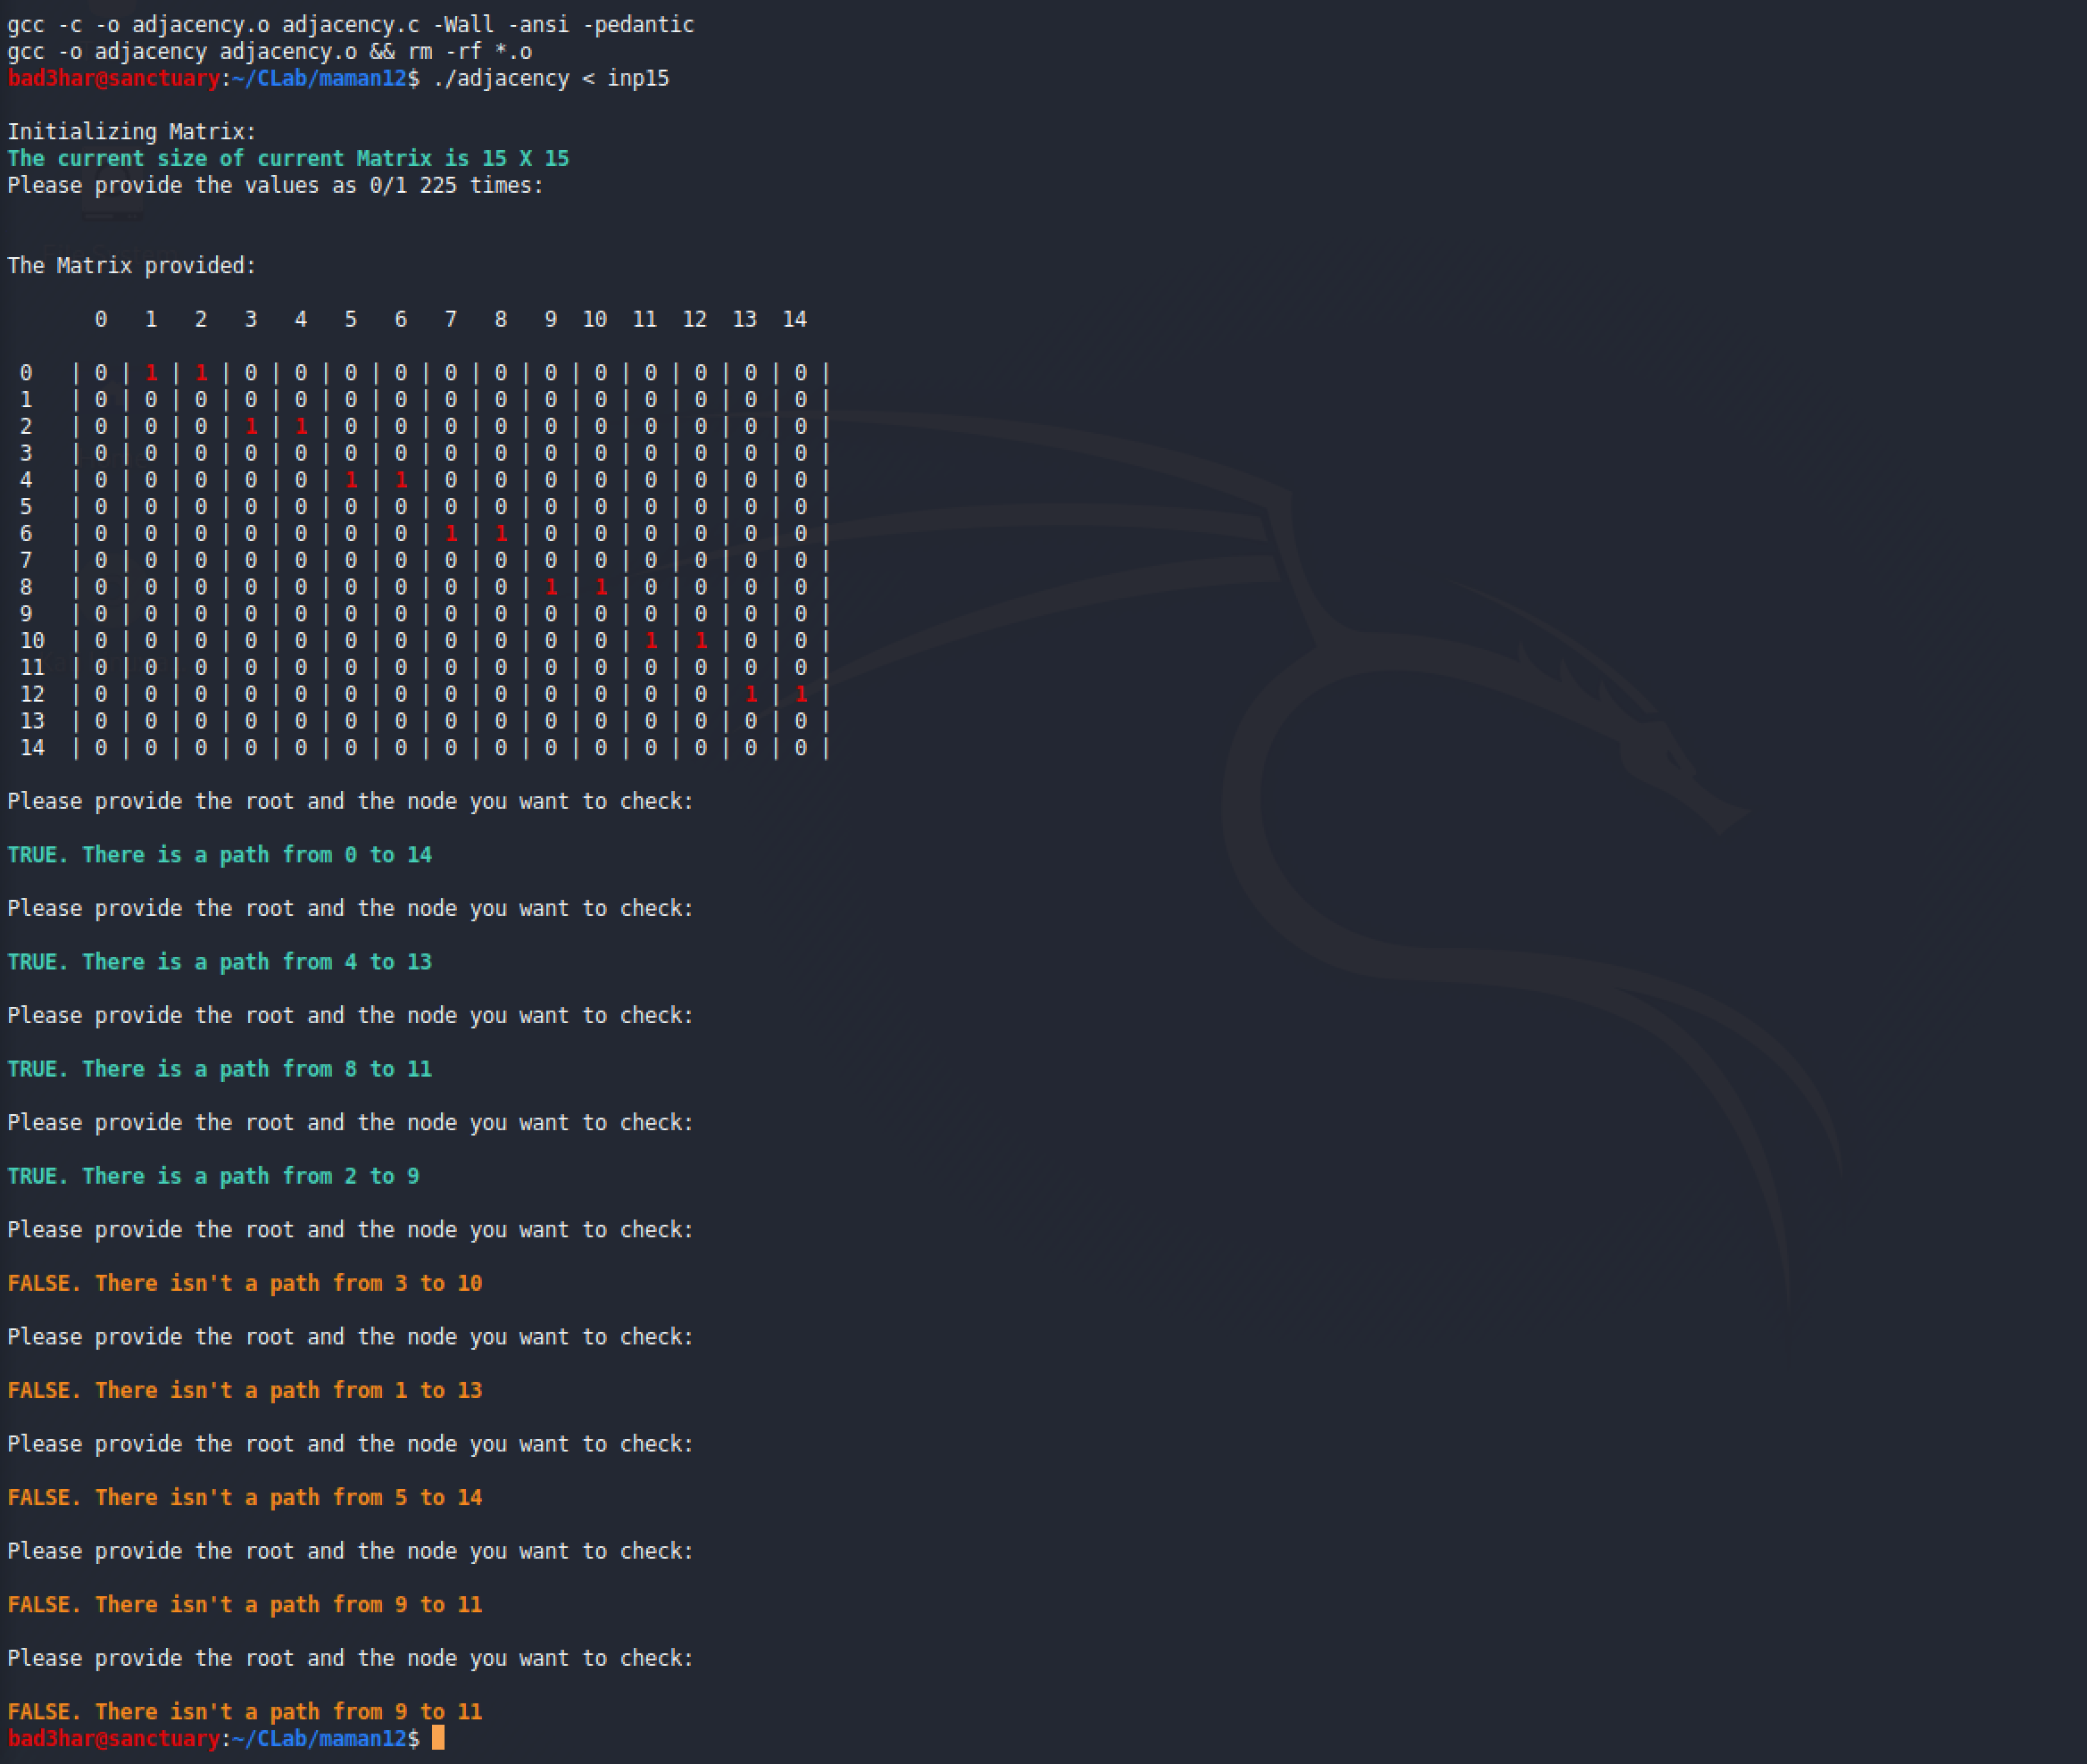 gcc -c -o adjacency.o adjacency.c -Wall -ansi -pedantic
gcc -o adjacency adjacency.o && rm -rf *.o
bad3har@sanctuary:~/CLab/maman12$ ./adjacency < inp15
Initializing Matrix:
The current size of current Matrix is 15 X 15
Please provide the values as 0/1 225 times:
The Matrix provided:
0 1 2 3 4 5 6 7 8 9 10 11 12 13 14
0 | 0 | 1 | 1 | 0 | 0 | 0 | 0 | 0 | 0 | 0 | 0 | 0 | 0 | 0 | 0 |
1 | 0 | 0 | 0 | 0 | 0 | 0 | 0 | 0 | 0 | 0 | 0 | 0 | 0 | 0 | 0 |
2 | 0 | 0 | 0 | 1 | 1 | 0 | 0 | 0 | 0 | 0 | 0 | 0 | 0 | 0 | 0 |
3 | 0 | 0 | 0 | 0 | 0 | 0 | 0 | 0 | 0 | 0 | 0 | 0 | 0 | 0 | 0 |
4 | 0 | 0 | 0 | 0 | 0 | 1 | 1 | 0 | 0 | 0 | 0 | 0 | 0 | 0 | 0 |
5 | 0 | 0 | 0 | 0 | 0 | 0 | 0 | 0 | 0 | 0 | 0 | 0 | 0 | 0 | 0 |
6 | 0 | 0 | 0 | 0 | 0 | 0 | 0 | 1 | 1 | 0 | 0 | 0 | 0 | 0 | 0 |
7 | 0 | 0 | 0 | 0 | 0 | 0 | 0 | 0 | 0 | 0 | 0 | 0 | 0 | 0 | 0 |
8 | 0 | 0 | 0 | 0 | 0 | 0 | 0 | 0 | 0 | 1 | 1 | 0 | 0 | 0 | 0 |
9 | 0 | 0 | 0 | 0 | 0 | 0 | 0 | 0 | 0 | 0 | 0 | 0 | 0 | 0 | 0 |
10 | 0 | 0 | 0 | 0 | 0 | 0 | 0 | 0 | 0 | 0 | 0 | 1 | 1 | 0 | 0 |
11 | 0 | 0 | 0 | 0 | 0 | 0 | 0 | 0 | 0 | 0 | 0 | 0 | 0 | 0 | 0 |
12 | 0 | 0 | 0 | 0 | 0 | 0 | 0 | 0 | 0 | 0 | 0 | 0 | 0 | 1 | 1 |
13 | 0 | 0 | 0 | 0 | 0 | 0 | 0 | 0 | 0 | 0 | 0 | 0 | 0 | 0 | 0 |
14 | 0 | 0 | 0 | 0 | 0 | 0 | 0 | 0 | 0 | 0 | 0 | 0 | 0 | 0 | 0 |
Please provide the root and the node you want to check:
TRUE. There is a path from 0 to 14
Please provide the root and the node you want to check:
TRUE. There is a path from 4 to 13
Please provide the root and the node you want to check:
TRUE. There is a path from 8 to 11
Please provide the root and the node you want to check:
TRUE. There is a path from 2 to 9
Please provide the root and the node you want to check:
FALSE. There isn't a path from 3 to 10
Please provide the root and the node you want to check:
FALSE. There isn't a path from 1 to 13
Please provide the root and the node you want to check:
FALSE. There isn't a path from 5 to 14
Please provide the root and the node you want to check:
FALSE. There isn't a path from 9 to 11
Please provide the root and the node you want to check:
FALSE. There isn't a path from 9 to 11
bad3har@sanctuary:~/CLab/maman12$